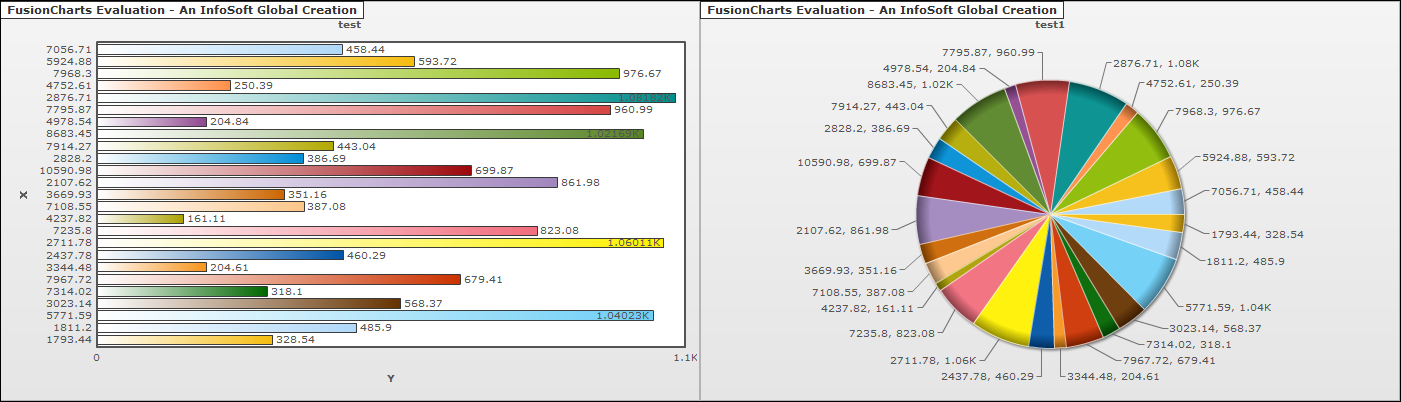 FusionCharts Evaluation - An InfoSoft Global Creation
test
7056.71 458.44
5924.88 593.72
7968.3 976.67
4752.61 250.39
2876.71 1.08182K
7795.87 960.99
4978.54 204.84
8683.45 1.02169K
7914.27 443.04
2828.2 386.69
10590.98 699.87
2107.62 861.98
3669.93 351.16
X
7108.55 387.08
4237.82 161.11
7235.8 823.08
2711.78 1.06011K
2437.78 460.29
3344.48 204.61
7967.72 679.41
7314.02 318.1
3023.14 568.37
5771.59 1.04023K
1811.2 485.9
1793.44 328.54
0 1.1K
Y
FusionCharts Evaluation - An InfoSoft Global Creation
test1
7795.87, 960.99
2876.71, 1.08K
4978.54, 204.84
4752.61, 250.39
8683.45, 1.02K
7914.27, 443.04
7968.3, 976.67
2828.2, 386.69
5924.88, 593.72
10590.98, 699.87
7056.71, 458.44
2107.62, 861.98
1793.44, 328.54
1811.2, 485.9
3669.93, 351.16
7108.55, 387.08
4237.82, 161.11
5771.59, 1.04K
7235.8, 823.08
3023.14, 568.37
7314.02, 318.1
2711.78, 1.06K
7967.72, 679.41
2437.78, 460.29
3344.48, 204.61